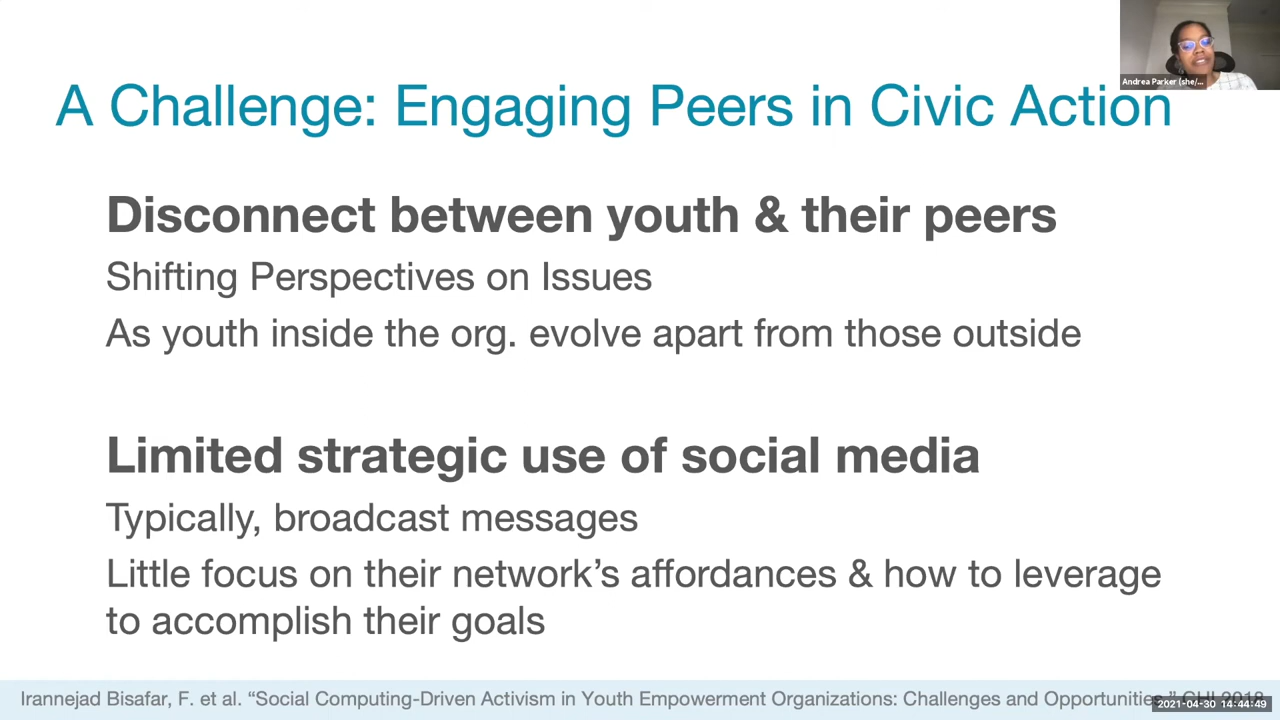 Andrea Parker (she/...
A Challenge: Engaging Peers in Civic Action
Disconnect between youth & their peers
Shifting Perspectives on Issues
As youth inside the org. evolve apart from those outside
Limited strategic use of social media
Typically, broadcast messages
Little focus on their network’s affordances & how to leverage
to accomplish their goals
Irannejad Bisafar, F. et al. “Social Computing-Driven Activism in Youth Empowerment Organizations: Challenges and Opportunities.” CHI 2018
2021-04-30 14:44:49